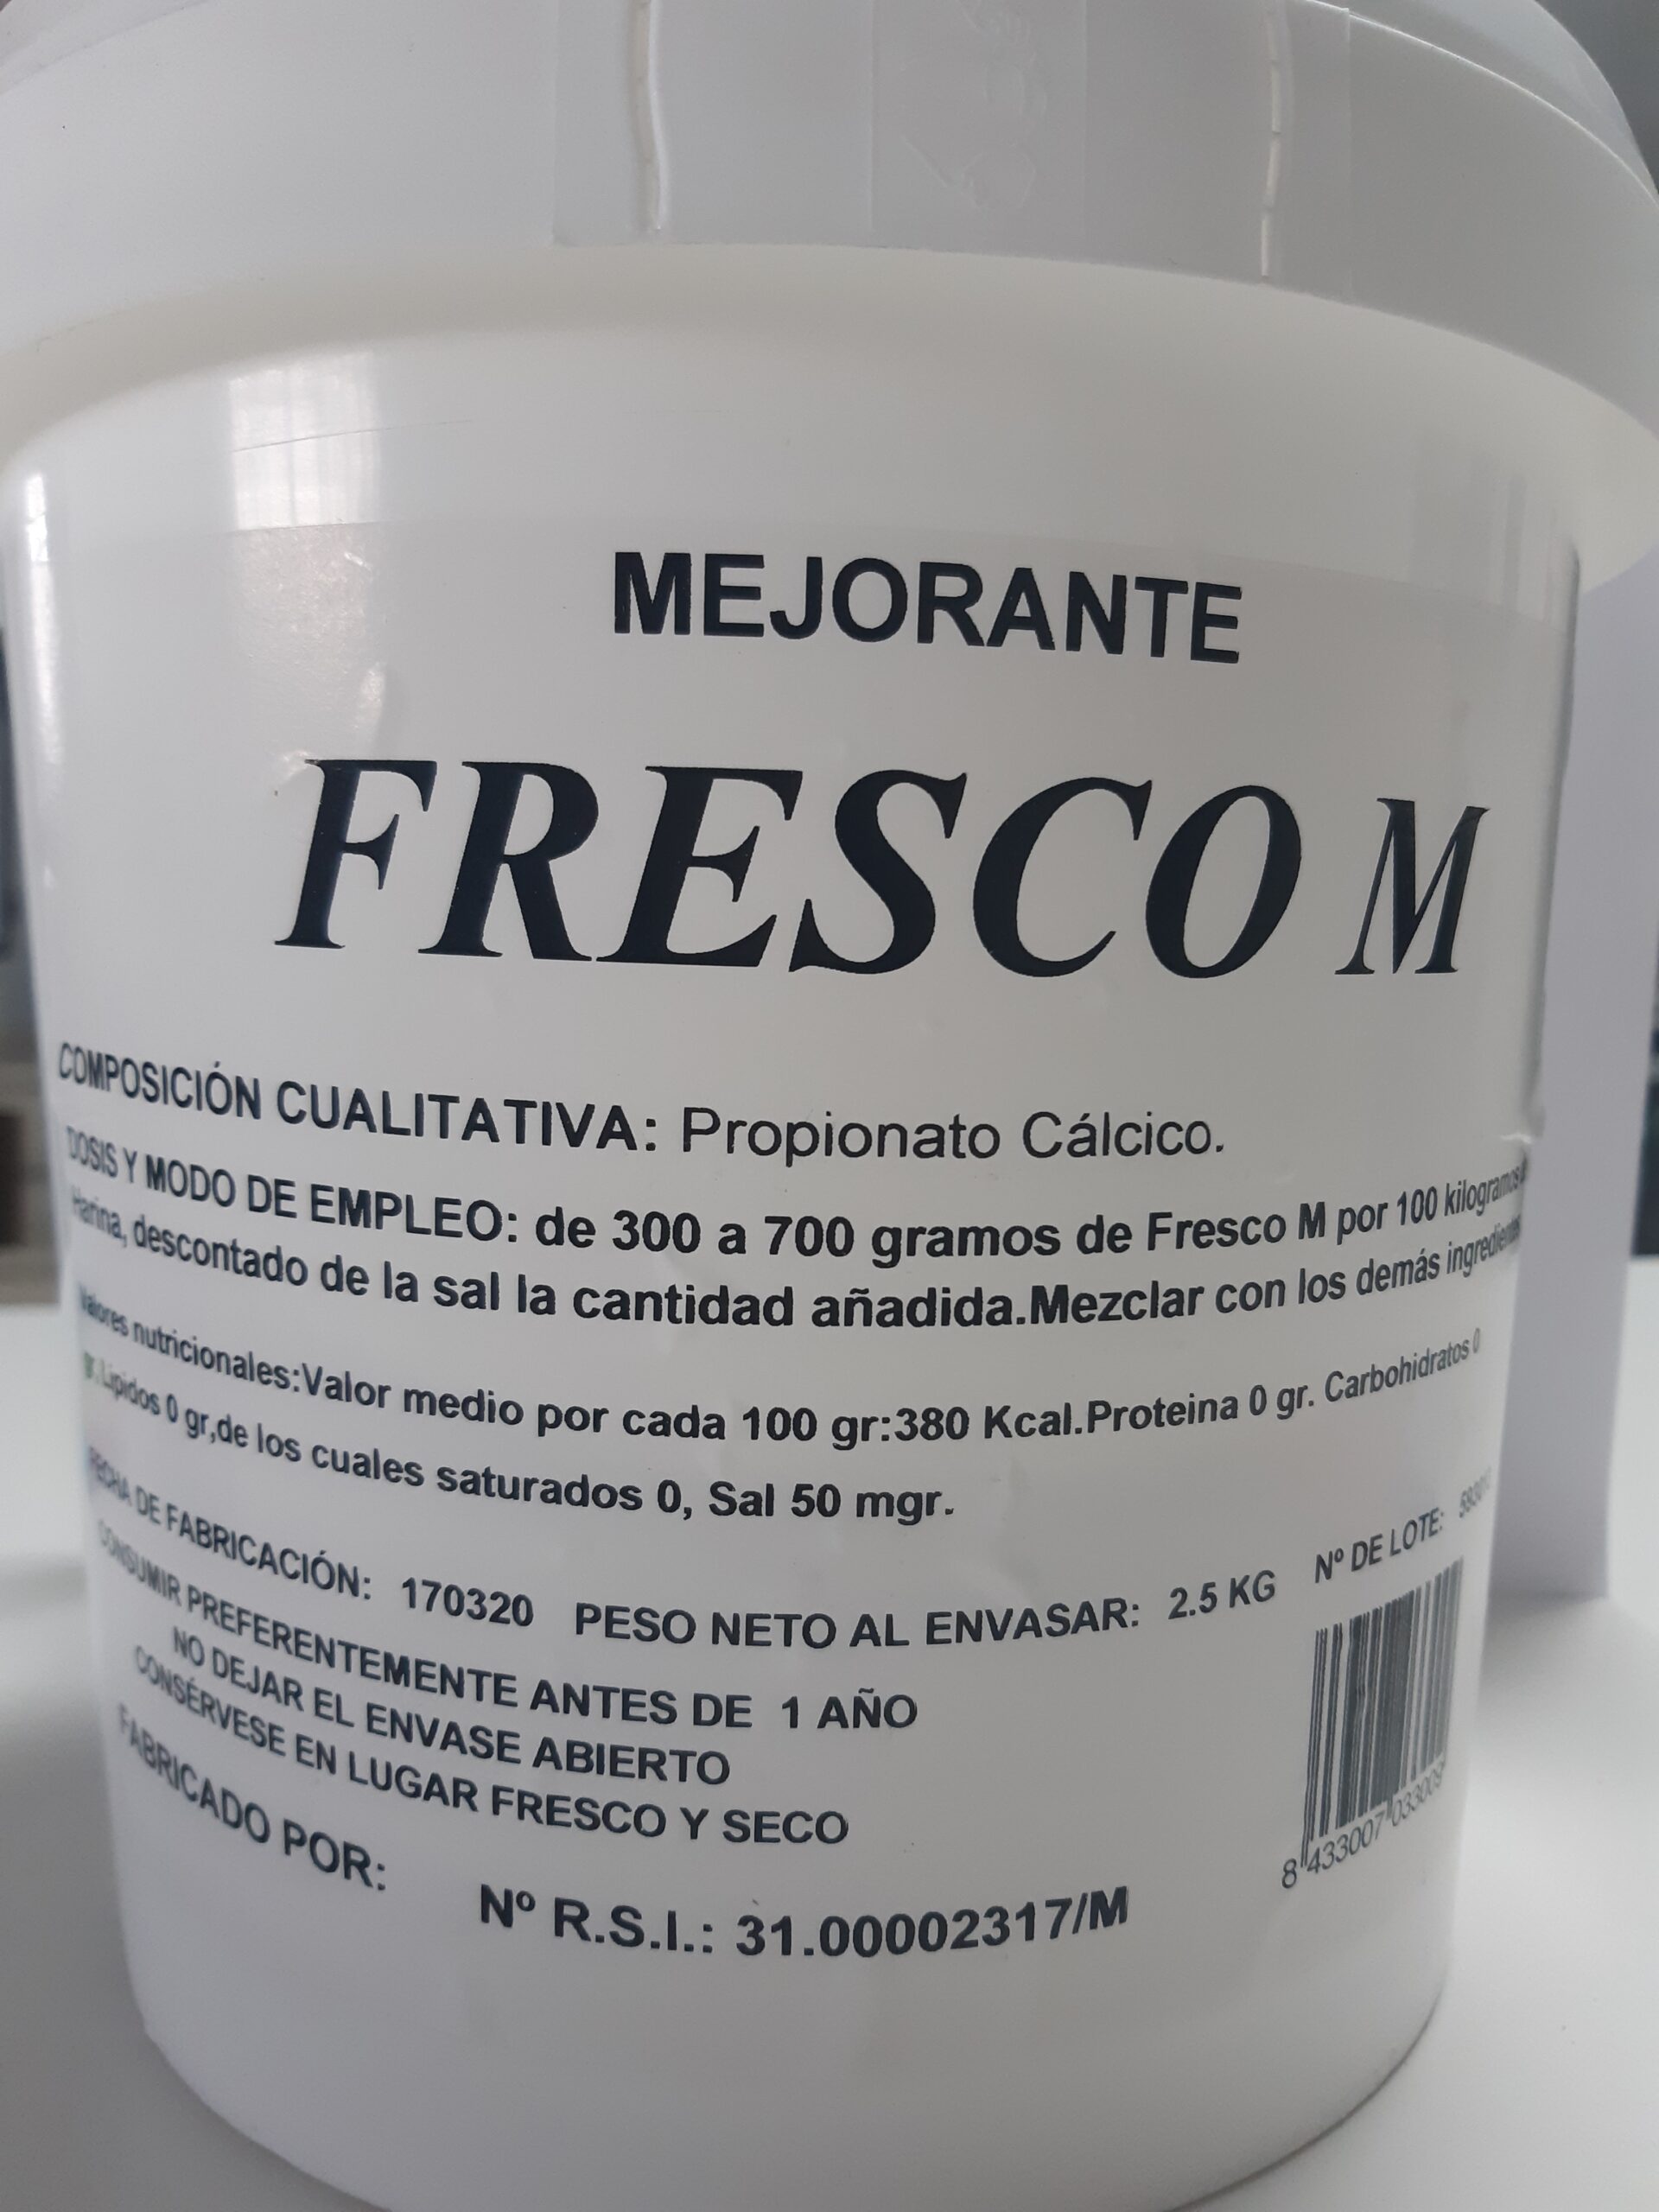 MEJORANTE
FRESCO M
COMPOSICIÓN CUALITATIVA: Propionato Cálcico.
DOSIS Y MODO DE EMPLEO: de 300 a 700 gramos de Fresco M por 100 kilogramos
Harina, descontado de la sal la cantidad añadida.Mezclar con los demás ingredientes
Valores nutricionales:Valor medio por cada 100 gr:380 Kcal.Proteina 0 gr. Carbohidratos 0
gr.Lipidos 0 gr,de los cuales saturados 0, Sal 50 mgr.
FECHA DE FABRICACIÓN: 170320 PESO NETO AL ENVASAR: 2.5 KG Nº DE LOTE:
CONSUMIR PREFERENTEMENTE ANTES DE 1 AÑO
NO DEJAR EL ENVASE ABIERTO
CONSÉRVESE EN LUGAR FRESCO Y SECO
FABRICADO POR:
8 433007 033009
Nº R.S.I.: 31.00002317/M